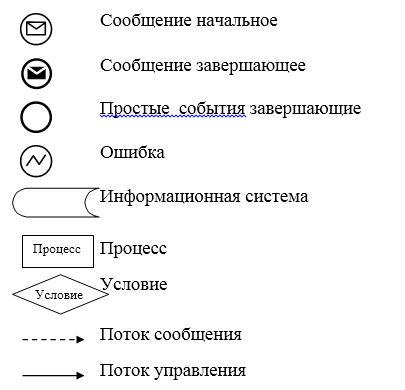 Сообщение начальное
Сообщение завершающее
Простые события завершающие
Ошибка
Информационная система
Процесс Процесс
Условие Условие
Поток сообщения
Поток управления